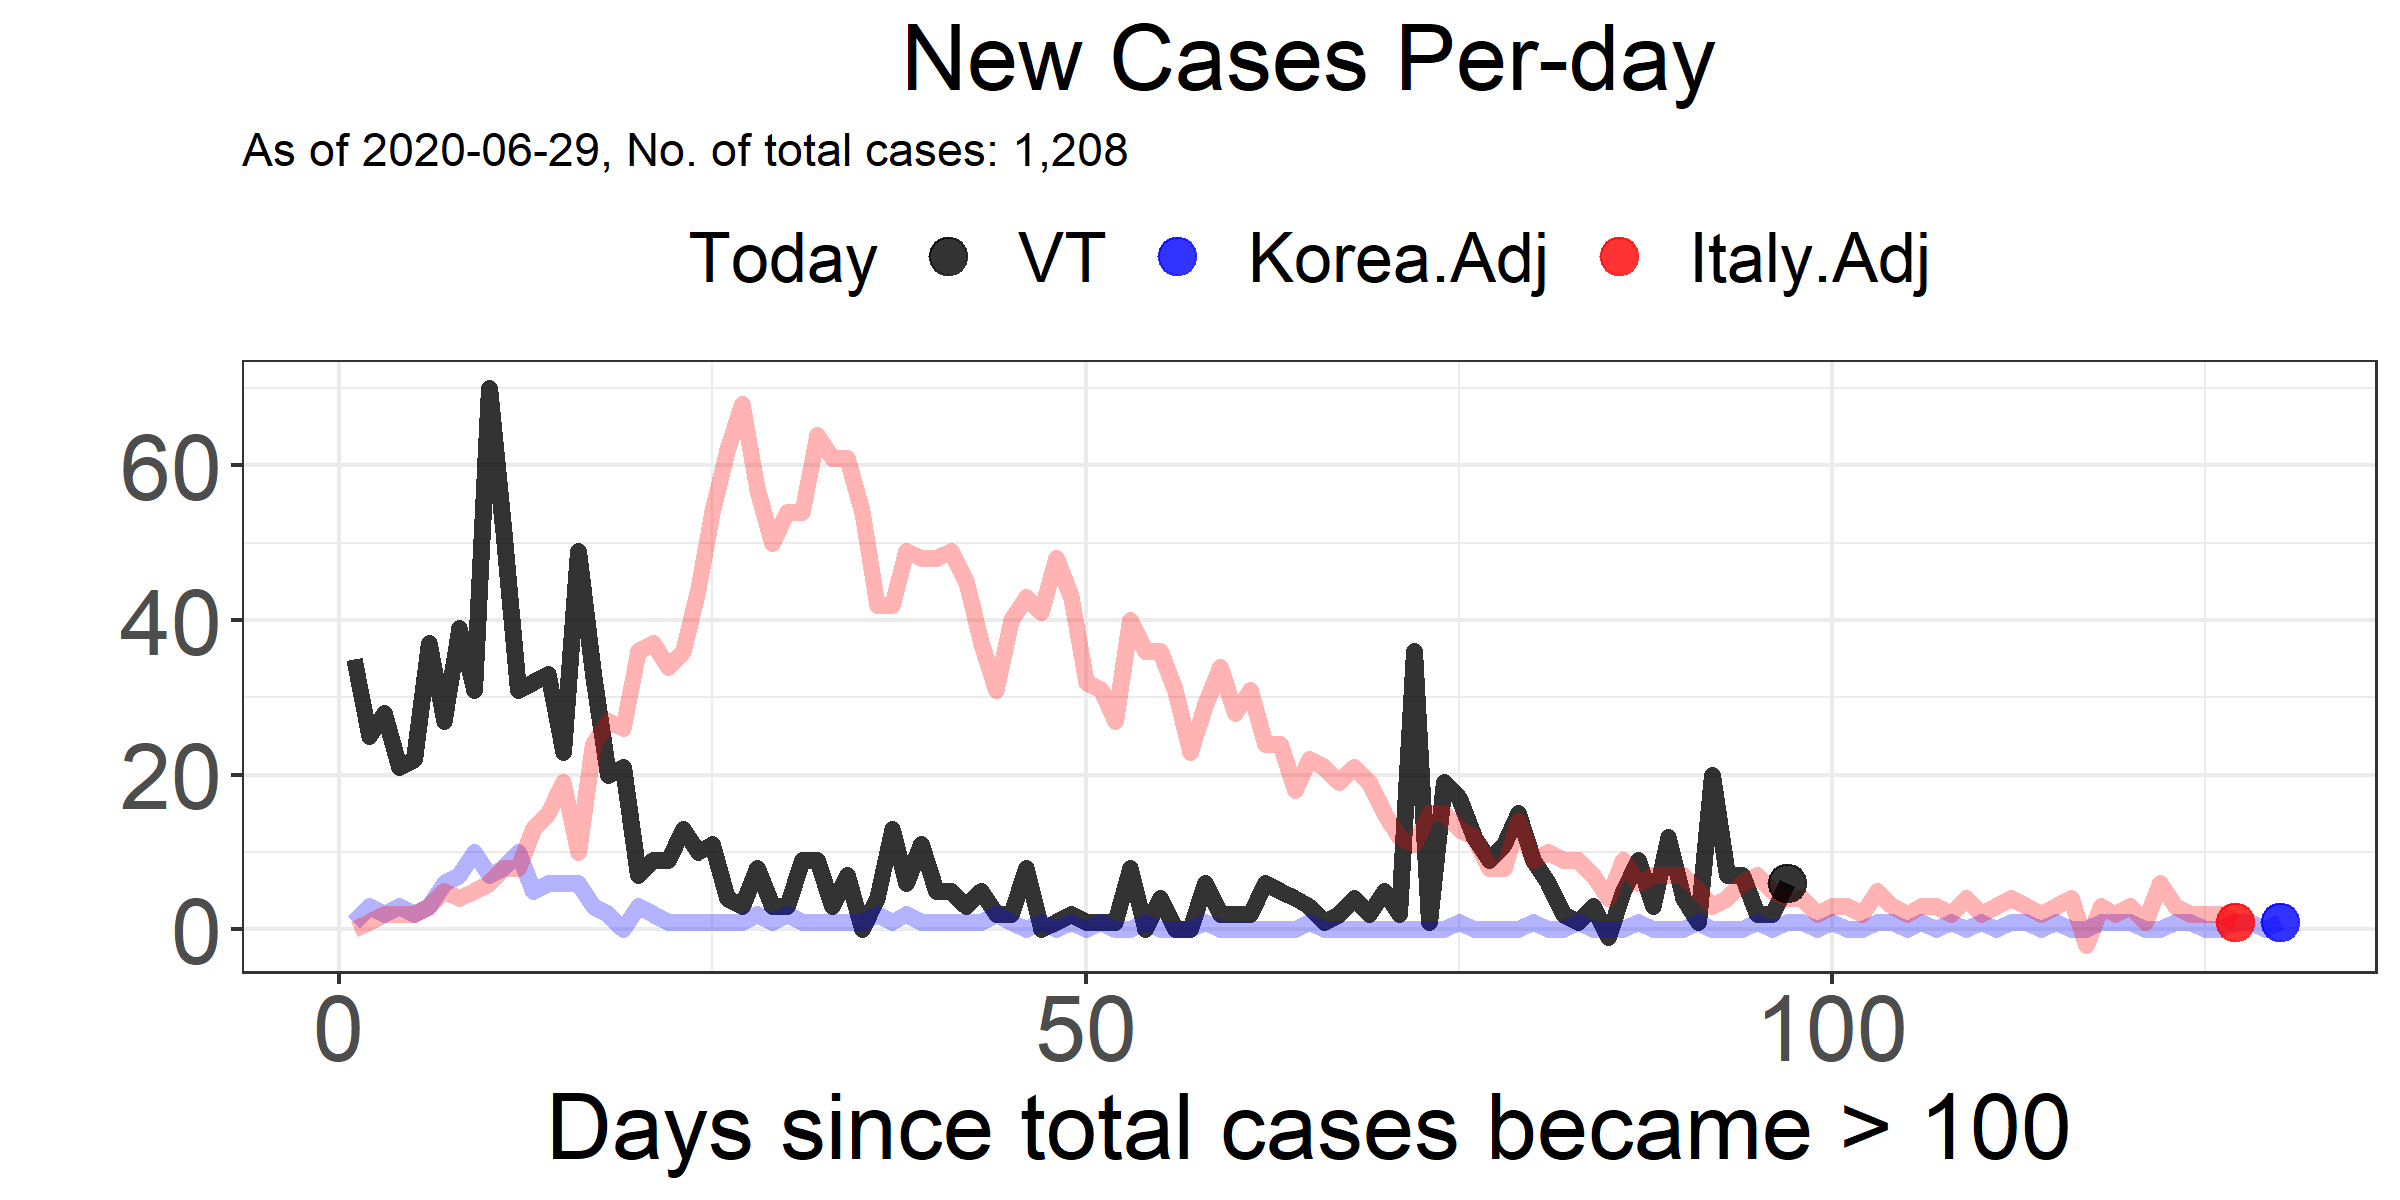 New Cases Per-day
As of 2020-06-29, No. of total cases: 1,208
Today VT Korea.Adj Italy.Adj
60
40
20
0
0 50 100
Days since total cases became > 100